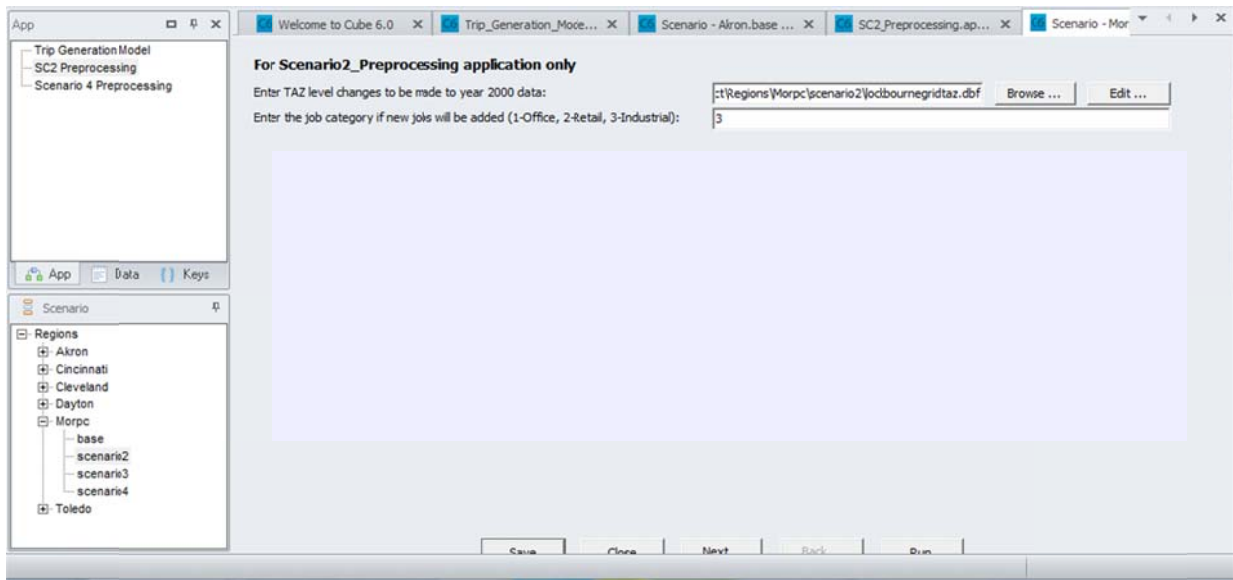 App
Welcome to Cube 6.0
Trip_Generation_Mode...
Scenario - Akron.base ...
SC2_Preprocessing.ap...
Scenario - Mor
Trip Generation Model
SC2 Preprocessing
Scenario 4 Preprocessing
For Scenario2_Preprocessing application only
Enter TAZ level changes to be made to year 2000 data:
ct\Regions\Morpc\scenario2\lockbournegridtaz.dbf
Browse ...
Edit ...
Enter the job category if new jobs will be added (1-Office, 2-Retail, 3-Industrial):
3
App
Data
Keys
Scenario
Regions
Akron
Cincinnati
Cleveland
Dayton
Morpc
base
scenario2
scenario3
scenario4
Toledo
Save
Close
Next
Back
Run